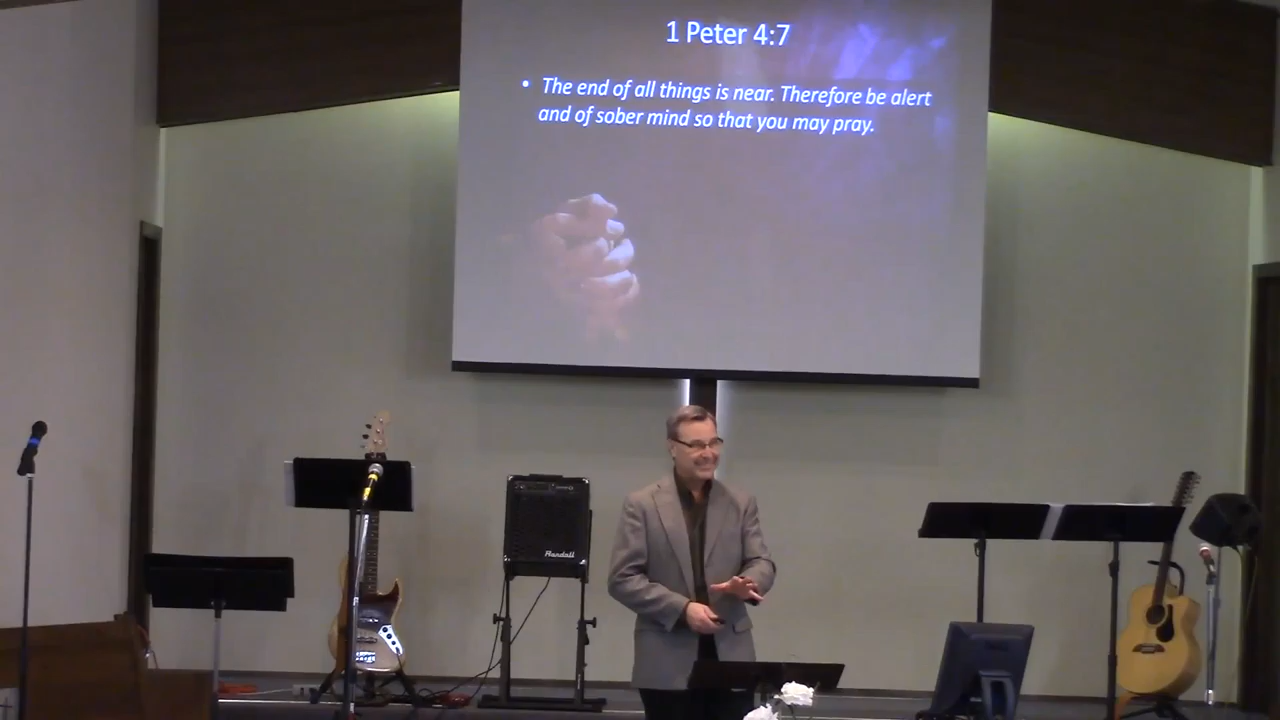 1 Peter 4:7
• The end of all things is near. Therefore be alert
and of sober mind so that you may pray.
Randall